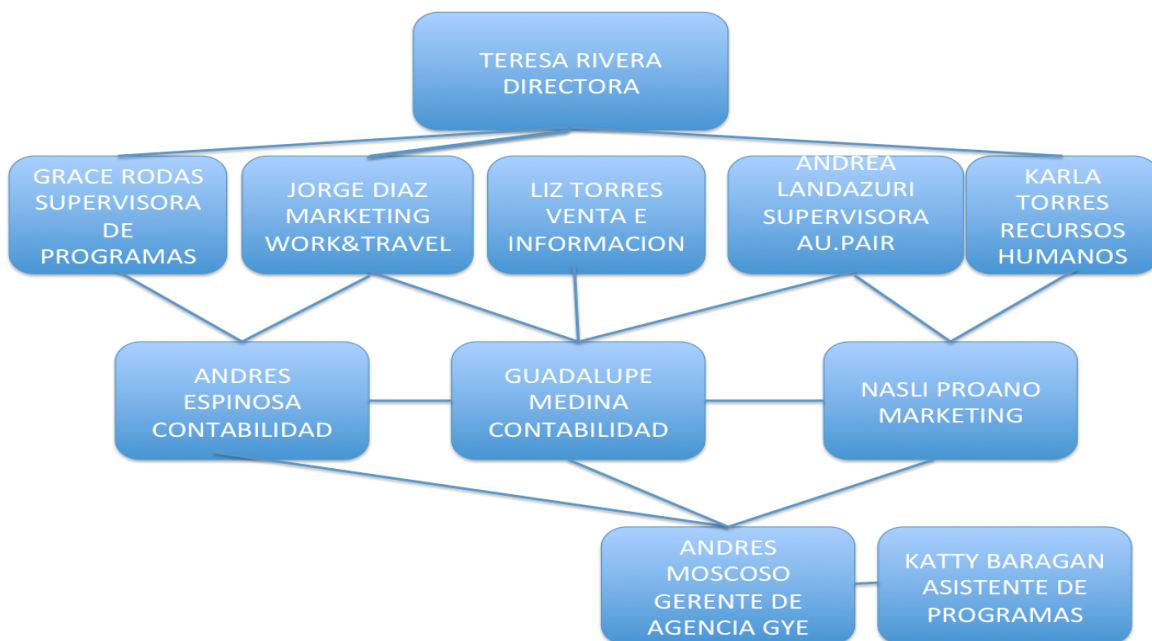 TERESA RIVERA
DIRECTORA
GRACE RODAS
SUPERVISORA
DE
PROGRAMAS
JORGE DIAZ
MARKETING
WORK&TRAVEL
LIZ TORRES
VENTA E
INFORMACION
ANDREA
LANDAZURI
SUPERVISORA
AU.PAIR
KARLA
TORRES
RECURSOS
HUMANOS
ANDRES
ESPINOSA
CONTABILIDAD
GUADALUPE
MEDINA
CONTABILIDAD
NASLI PROANO
MARKETING
ANDRES
MOSCOSO
GERENTE DE
AGENCIA GYE
KATTY BARAGAN
ASISTENTE DE
PROGRAMAS